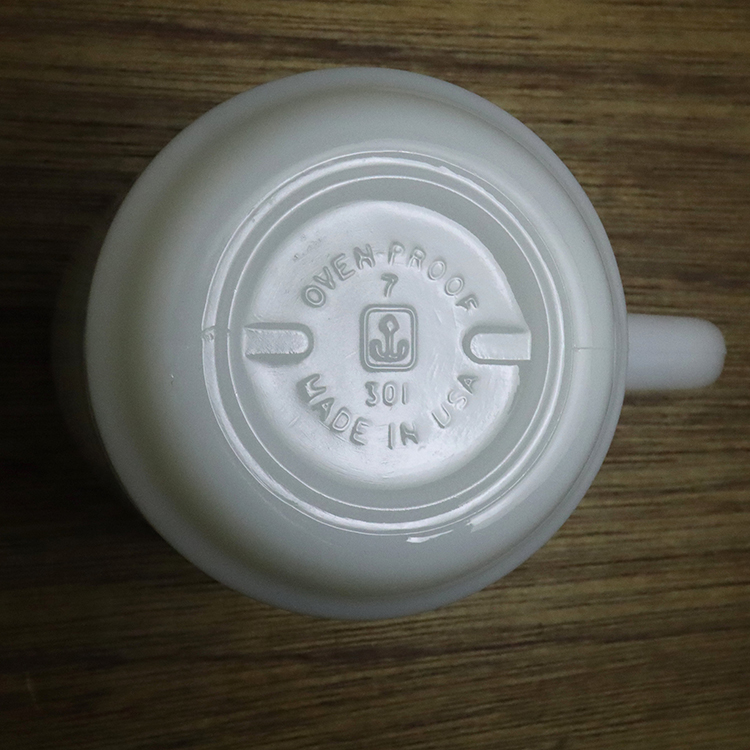 OVEN-PROOF
7
301
MADE IN USA